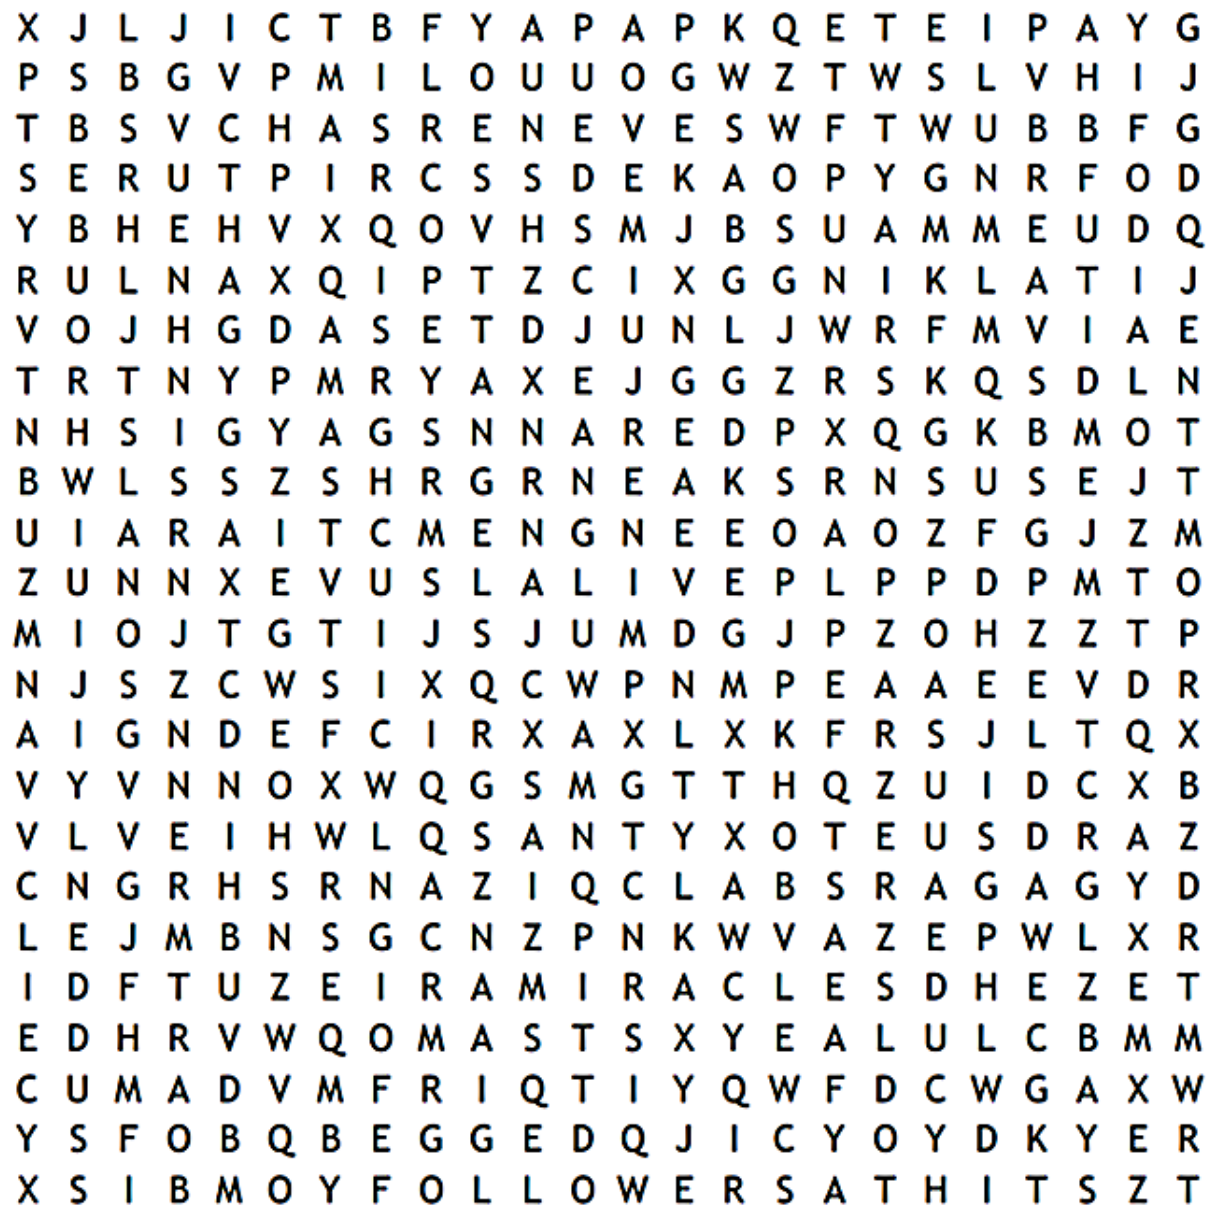 X J L J I C T B F Y A P A P K Q E T E I P A Y G
P S B G V P M I L O U U O G W Z T W S L V H I J
T B S V C H A S R E N E V E S W F T W U B B F G
S E R U T P I R C S S D E K A O P Y G N R F O D
Y B H E H V X Q O V H S M J B S U A M M E U D Q
R U L N A X Q I P T Z C I X G G N I K L A T I J
V O J H G D A S E T D J U N L J W R F M V I A E
T R T N Y P M R Y A X E J G G Z R S K Q S D L N
N H S I G Y A G S N N A R E D P X Q G K B M O T
B W L S S Z S H R G R N E A K S R N S U S E J T
U I A R A I T C M E N G N E E O A O Z F G J Z M
Z U N N X E V U S L A L I V E P L P P D P M T O
M I O J T G T I J S J U M D G J P Z O H Z Z T P
N J S Z C W S I X Q C W P N M P E A A E E V D R
A I G N D E F C I R X A X L X K F R S J L T Q X
V Y V N N O X W Q G S M G T T H Q Z U I D C X B
V L V E I H W L Q S A N T Y X O T E U S D R A Z
C N G R H S R N A Z I Q C L A B S R A G A G Y D
L E J M B N S G C N Z P N K W V A Z E P W L X R
I D F T U Z E I R A M I R A C L E S D H E Z E T
E D H R V W Q O M A S T S X Y E A L U L C B M M
C U M A D V M F R I Q T I Y Q W F D C W G A X W
Y S F O B Q B E G G E D Q J I C Y O Y D K Y E R
X S I B M O Y F O L L O W E R S A T H I T S Z T